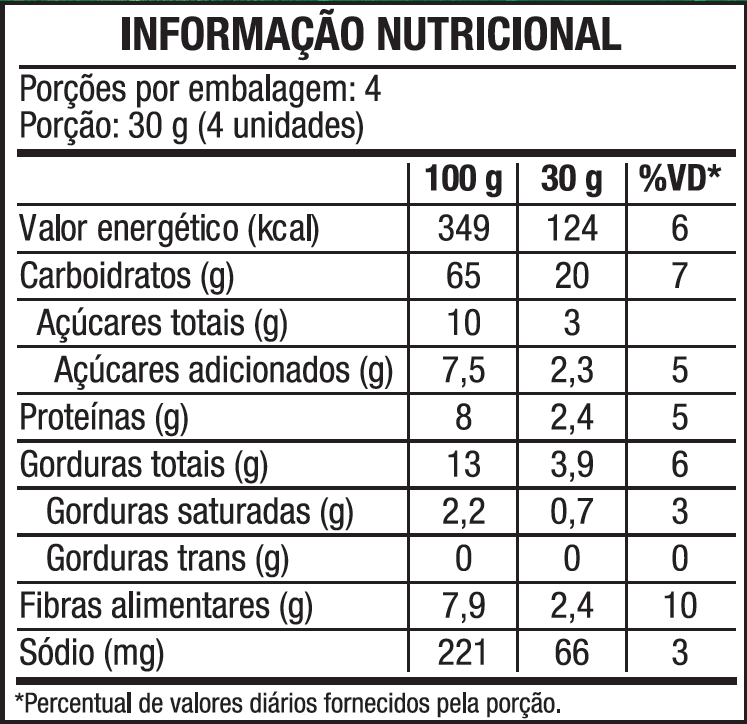 INFORMAÇÃO NUTRICIONAL
Porções por embalagem: 4
Porção: 30 g (4 unidades)
100 g 30 g %VD*
Valor energético (kcal) 349 124 6
Carboidratos (g) 65 20 7
Açúcares totais (g) 10 3
Açúcares adicionados (g) 7,5 2,3 5
Proteínas (g) 8 2,4 5
Gorduras totais (g) 13 3,9 6
Gorduras saturadas (g) 2,2 0,7 3
Gorduras trans (g) 0 0 0
Fibras alimentares (g) 7,9 2,4 10
Sódio (mg) 221 66 3
*Percentual de valores diários fornecidos pela porção.